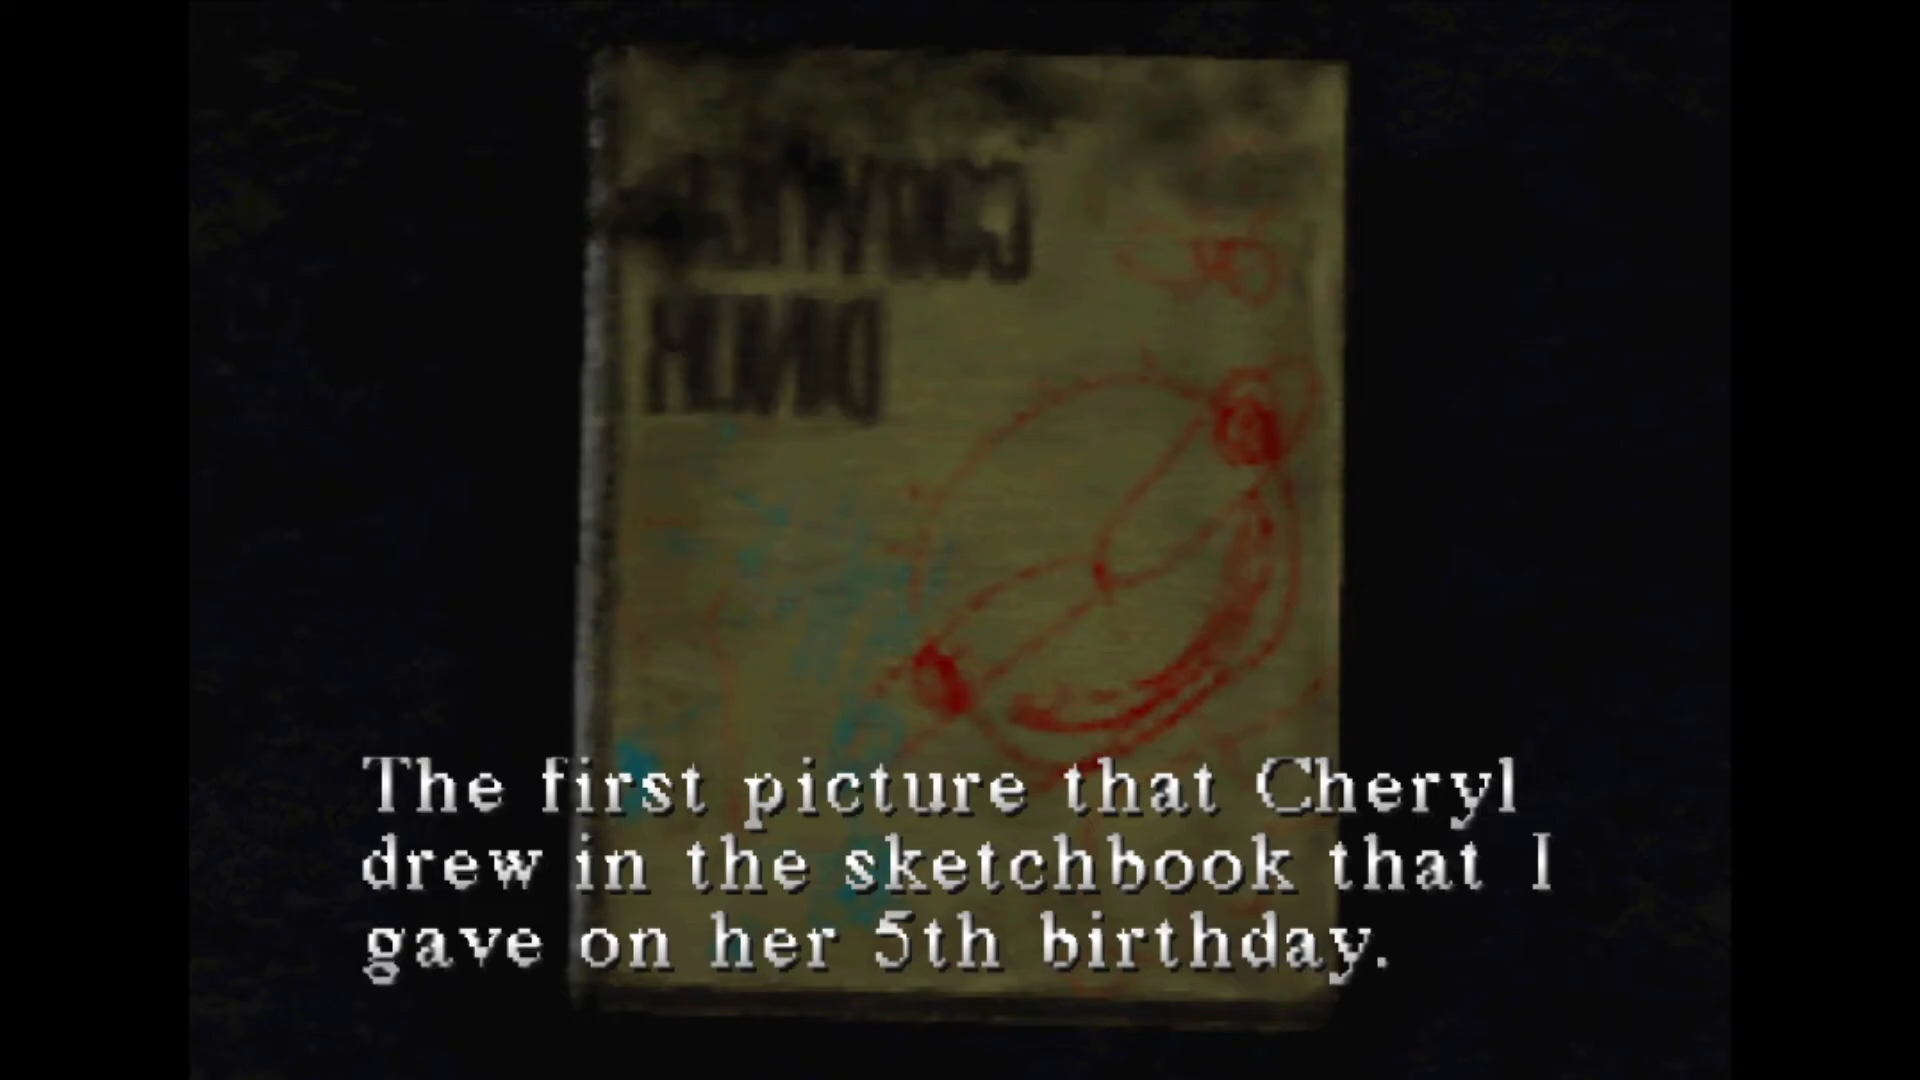 The first picture that Cheryl
drew in the sketchbook that I
gave on her 5th birthday.